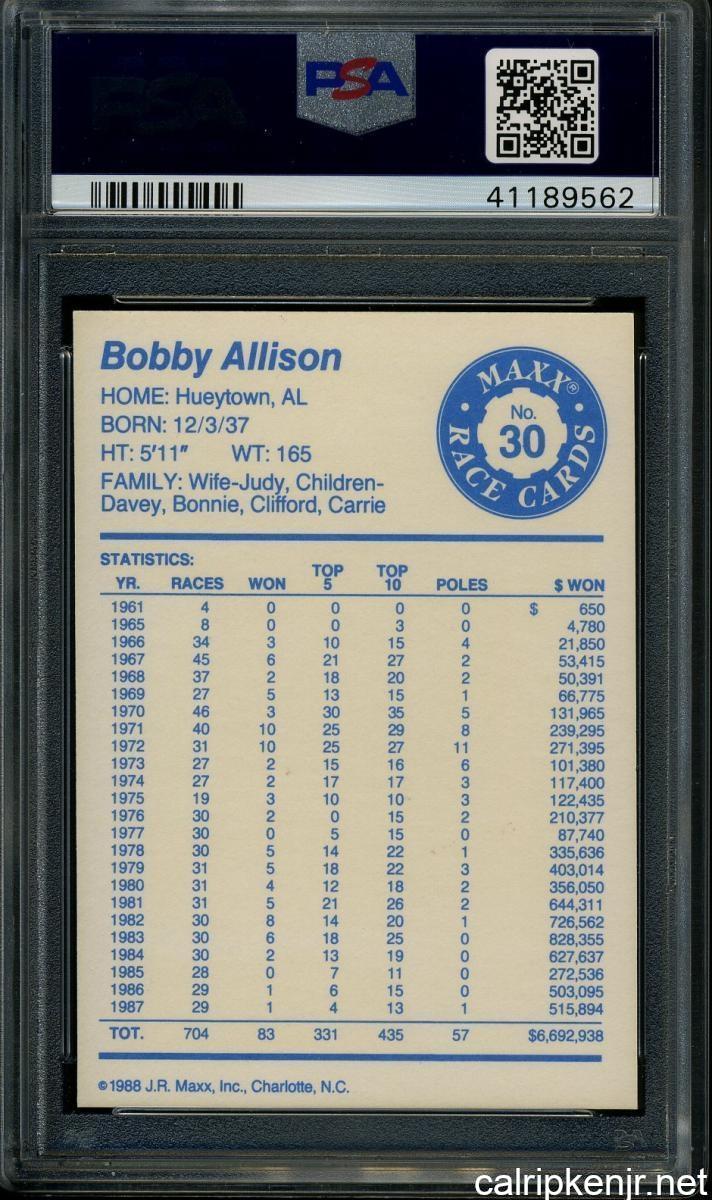 PSA
41189562
Bobby Allison
HOME: Hueytown, AL
BORN: 12/3/37
HT: 5'11" WT: 165
FAMILY: Wife-Judy, Children-
Davey, Bonnie, Clifford, Carrie
MAXX®
No.
30
RACE CARDS
STATISTICS:
YR. RACES WON TOP 5 TOP 10 POLES $ WON
1961 4 0 0 0 0 $ 650
1965 8 0 0 3 0 4,780
1966 34 3 10 15 4 21,850
1967 45 6 21 27 2 53,415
1968 37 2 18 20 2 50,391
1969 27 5 13 15 1 66,775
1970 46 3 30 35 5 131,965
1971 40 10 25 29 8 239,295
1972 31 10 25 27 11 271,395
1973 27 2 15 16 6 101,380
1974 27 2 17 17 3 117,400
1975 19 3 10 10 3 122,435
1976 30 2 0 15 2 210,377
1977 30 0 5 15 0 87,740
1978 30 5 14 22 1 335,636
1979 31 5 18 22 3 403,014
1980 31 4 12 18 2 356,050
1981 31 5 21 26 2 644,311
1982 30 8 14 20 1 726,562
1983 30 6 18 25 0 828,355
1984 30 2 13 19 0 627,637
1985 28 0 7 11 0 272,536
1986 29 1 6 15 0 503,095
1987 29 1 4 13 1 515,894
TOT. 704 83 331 435 57 $6,692,938
©1988 J.R. Maxx, Inc., Charlotte, N.C.
calripkenjr.net